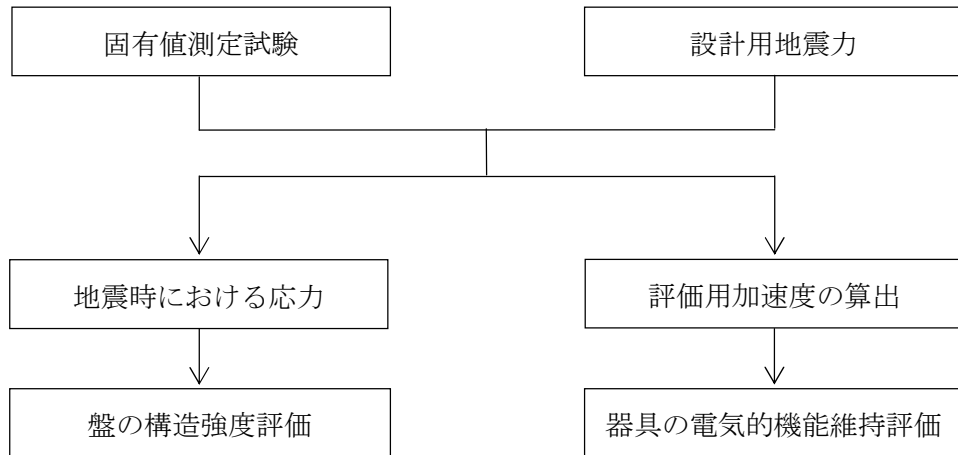 固有値測定試験
設計用地震力
地震時における応力
評価用加速度の算出
盤の構造強度評価
器具の電気的機能維持評価